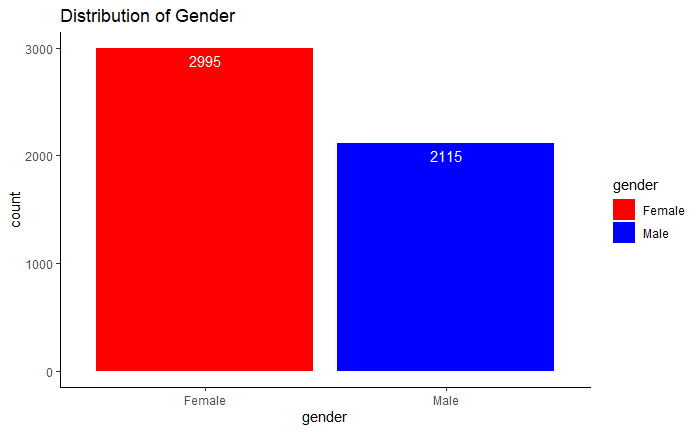 Distribution of Gender
3000
2000
1000
0
count
2995
2115
Female
Male
gender
gender
Female
Male